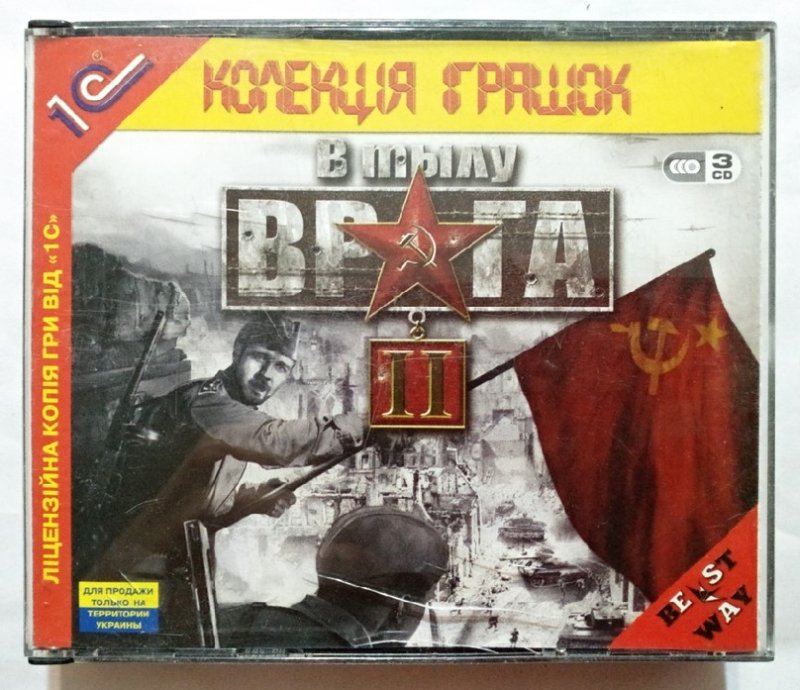 1С®
КОЛЕКЦІЯ ІГРАШОК
В тылу
ВРАГА
II
3
CD
ЛІЦЕНЗІЙНА КОПІЯ ГРИ ВІД «1С»
ДЛЯ ПРОДАЖИ
ТОЛЬКО НА
ТЕРРИТОРИИ
УКРАИНЫ
BEST
WAY